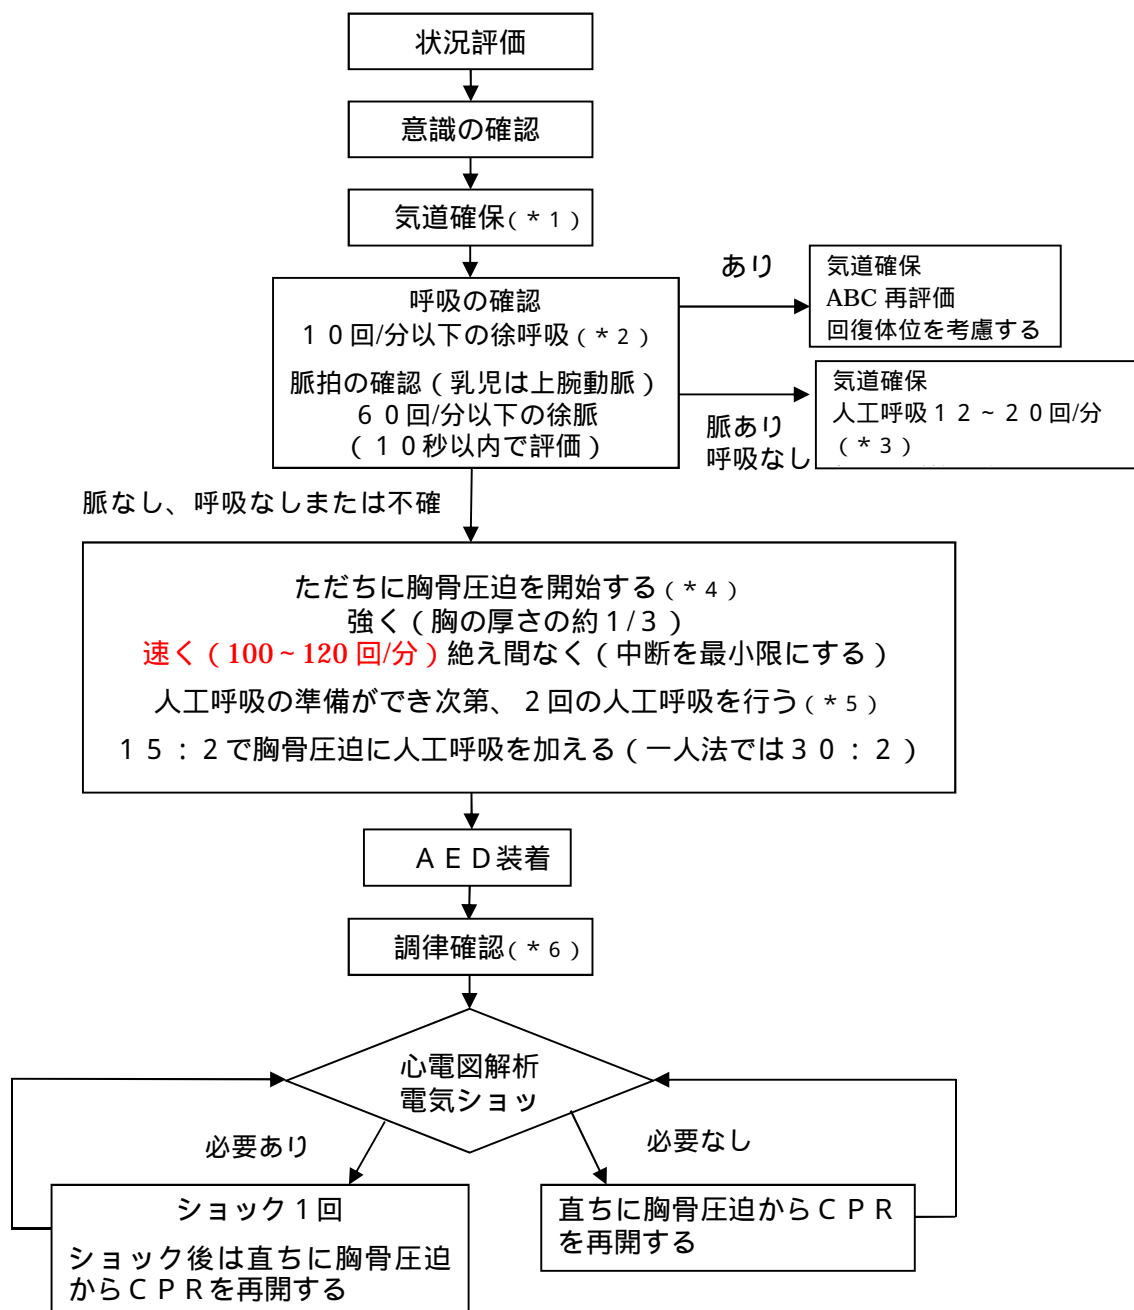 状況評価
意識の確認
気道確保(*1)
呼吸の確認
10回/分以下の徐呼吸(*2)
脈拍の確認(乳児は上腕動脈)
60回/分以下の徐脈
(10秒以内で評価)
あり
気道確保
ABC 再評価
回復体位を考慮する
脈あり
呼吸なし
気道確保
人工呼吸12~20回/分
(*3)
脈なし、呼吸なしまたは不確
ただちに胸骨圧迫を開始する(*4)
強く(胸の厚さの約1/3)
速く(100~120 回/分)絶え間なく(中断を最小限にする)
人工呼吸の準備ができ次第、2回の人工呼吸を行う(*5)
15:2で胸骨圧迫に人工呼吸を加える(一人法では30:2)
AED装着
調律確認(*6)
心電図解析
電気ショッ
必要あり
必要なし
ショック1回
ショック後は直ちに胸骨圧迫
からCPRを再開する
直ちに胸骨圧迫からCPR
を再開する